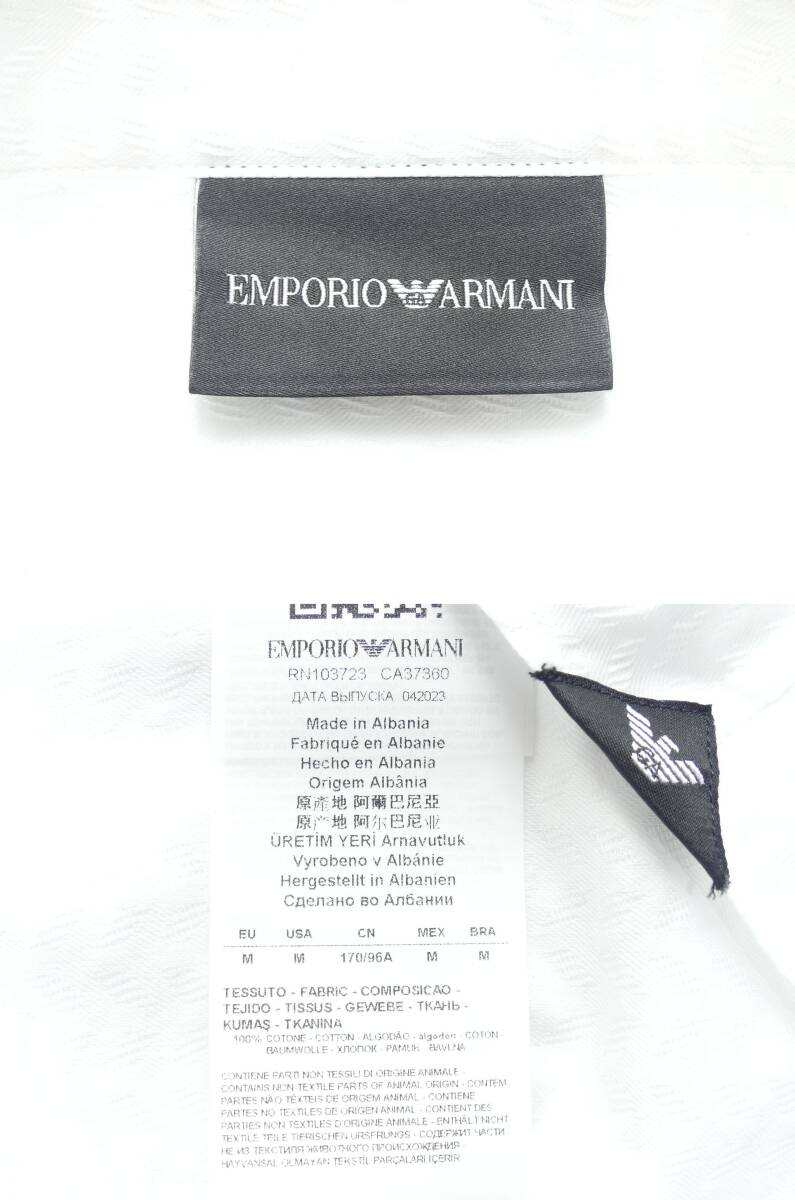 EMPORIO ARMANI
EMPORIO ARMANI
RN103723 CA37360
ДАТА ВЫПУСКА 042023
Made in Albania
Fabriqué en Albanie
Hecho en Albania
Origem Albânia
原產地 阿爾巴尼亞
原产地 阿尔巴尼亚
ÜRETİM YERİ Arnavutluk
Vyrobeno v Albánie
Hergestellt in Albanien
Сделано во Албании
EU USA CN MEX BRA
M M 170/96A M M
TESSUTO - FABRIC - COMPOSICAO -
TEJIDO - TISSUS - GEWEBE - ТКАНЬ -
KUMAŞ - TKANINA
100% COTONE - COTTON - ALGODÃO - algodon - COTON -
BAUMWOLLE - ХЛОПОК - PAMUK - BAVLNA
CONTIENE PARTI NON TESSILI DI ORIGINE ANIMALE -
CONTAINS NON-TEXTILE PARTS OF ANIMAL ORIGIN - CONTEM
PARTES NÃO TÊXTEIS DE ORIGEM ANIMAL - CONTIENE
PARTES NO TEXTILES DE ORIGEN ANIMAL - CONTIENT DES
PARTIES NON TEXTILES D'ORIGINE ANIMALE - ENTHÄLT NICHT
TEXTILE TEILE TIERISCHEN URSPRUNGS - СОДЕРЖИТ ЧАСТИ
НЕ ИЗ ТЕКСТИЛЯ ЖИВОТНОГО ПРОИСХОЖДЕНИЯ -
HAYVANSAL OLMAYAN TEKSTİL PARÇALARI İÇERİR
GA